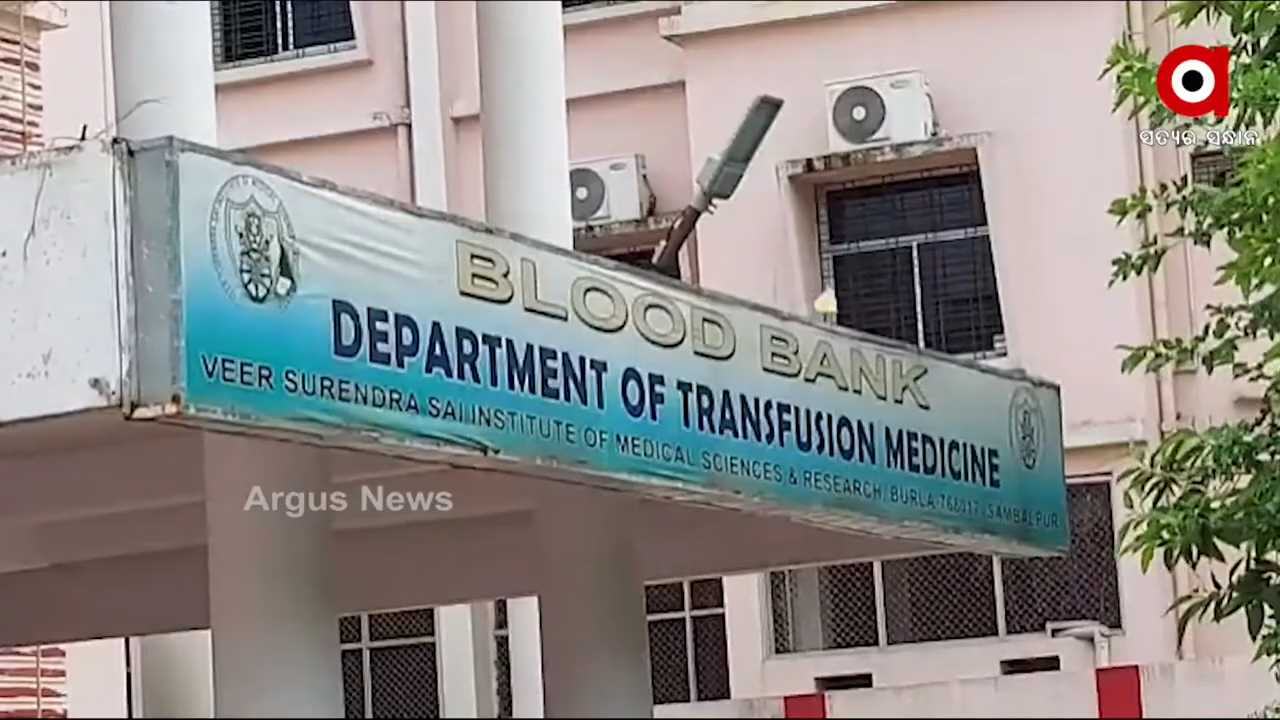 ସତ୍ୟର ସନ୍ଧାନ
BLOOD BANK
DEPARTMENT OF TRANSFUSION MEDICINE
VEER SURENDRA SAI INSTITUTE OF MEDICAL SCIENCES & RESEARCH, BURLA-768017, SAMBALPUR
Argus News